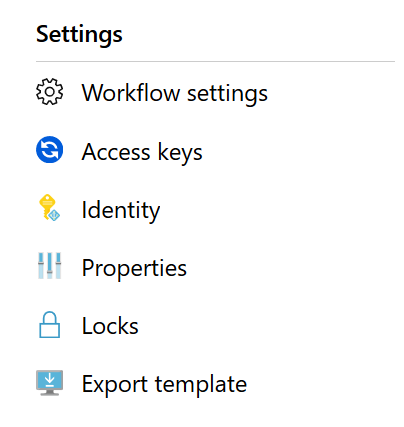 Settings
Workflow settings
Access keys
Identity
Properties
Locks
Export template